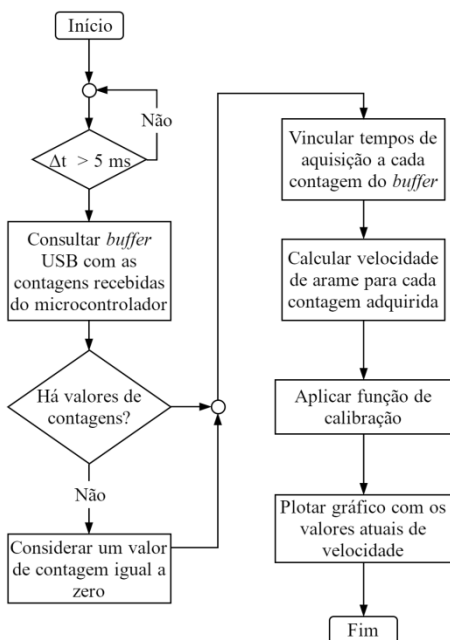 Início
Não
Δt > 5 ms
Consultar buffer
USB com as
contagens recebidas
do microcontrolador
Há valores de
contagens?
Não
Considerar um valor
de contagem igual a
zero
Vincular tempos de
aquisição a cada
contagem do buffer
Calcular velocidade
de arame para cada
contagem adquirida
Aplicar função de
calibração
Plotar gráfico com os
valores atuais de
velocidade
Fim